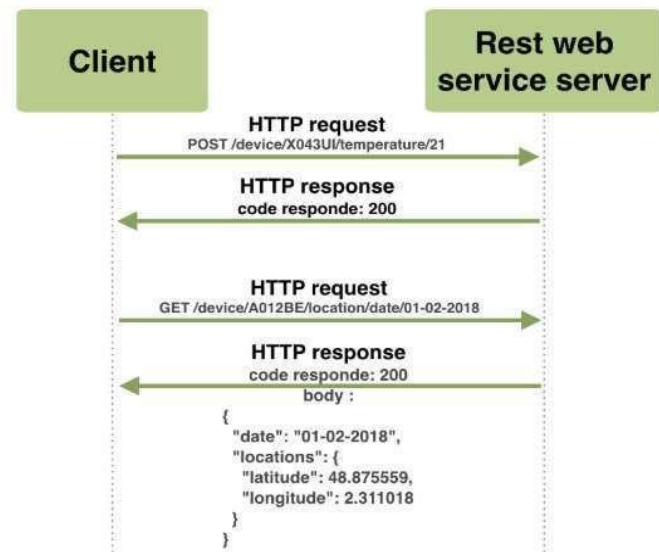 Client
Rest web
service server
HTTP request
POST /device/X043UI/temperature/21
HTTP response
code responde: 200
HTTP request
GET /device/A012BE/location/date/01-02-2018
HTTP response
code responde: 200
body :
{
"date": "01-02-2018",
"locations": {
"latitude": 48.875559,
"longitude": 2.311018
}
}